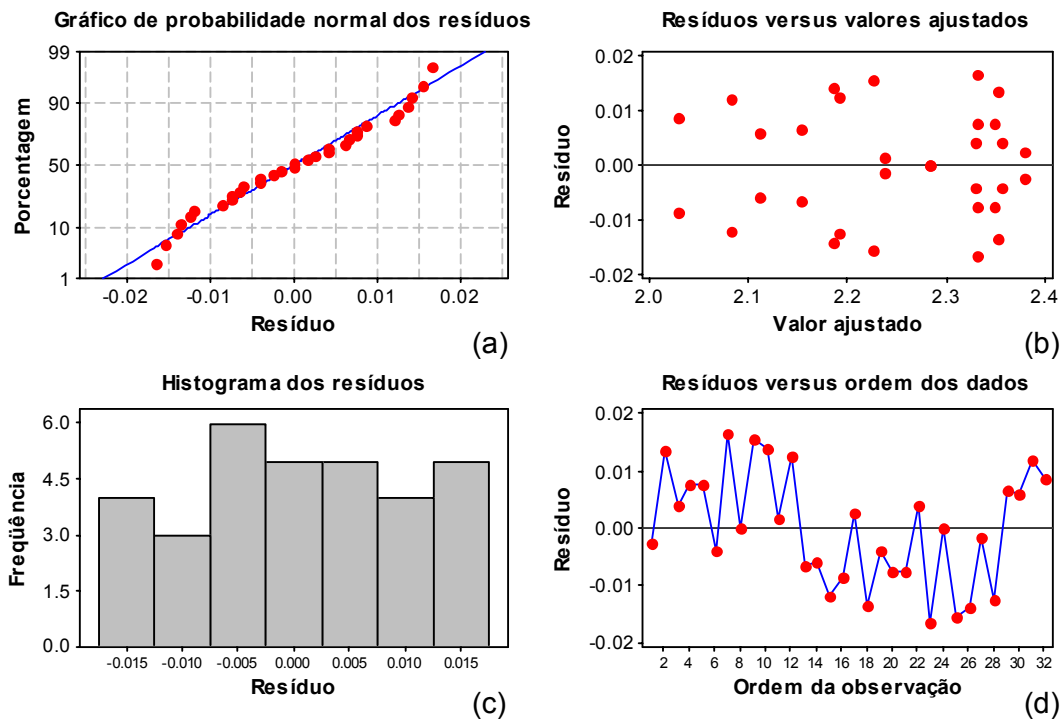 Gráfico de probabilidade normal dos resíduos
99
90
50
10
1
Porcentagem
-0.02 -0.01 0.00 0.01 0.02
Resíduo
(a)
Resíduos versus valores ajustados
0.02
0.01
0.00
-0.01
-0.02
Resíduo
2.0 2.1 2.2 2.3 2.4
Valor ajustado
(b)
Histograma dos resíduos
6.0
4.5
3.0
1.5
0.0
Freqüência
-0.015 -0.010 -0.005 0.000 0.005 0.010 0.015
Resíduo
(c)
Resíduos versus ordem dos dados
0.02
0.01
0.00
-0.01
-0.02
Resíduo
2 4 6 8 10 12 14 16 18 20 22 24 26 28 30 32
Ordem da observação
(d)